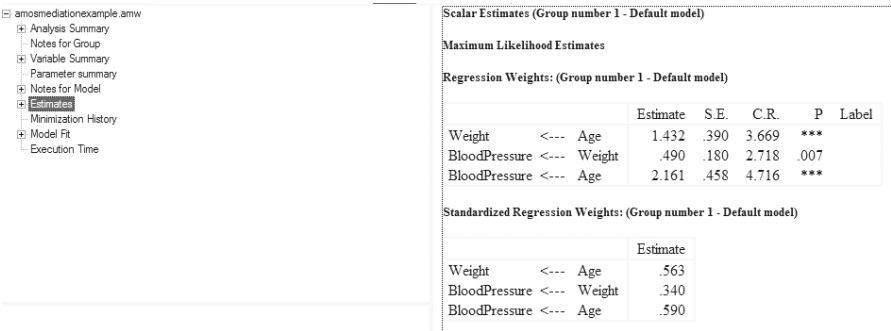 amosmediationexample.amw
Analysis Summary
Notes for Group
Variable Summary
Parameter summary
Notes for Model
Estimates
Minimization History
Model Fit
Execution Time
Scalar Estimates (Group number 1 - Default model)
Maximum Likelihood Estimates
Regression Weights: (Group number 1 - Default model)
Estimate S.E. C.R. P Label
Weight <--- Age 1.432 .390 3.669 ***
BloodPressure <--- Weight .490 .180 2.718 .007
BloodPressure <--- Age 2.161 .458 4.716 ***
Standardized Regression Weights: (Group number 1 - Default model)
Estimate
Weight <--- Age .563
BloodPressure <--- Weight .340
BloodPressure <--- Age .590